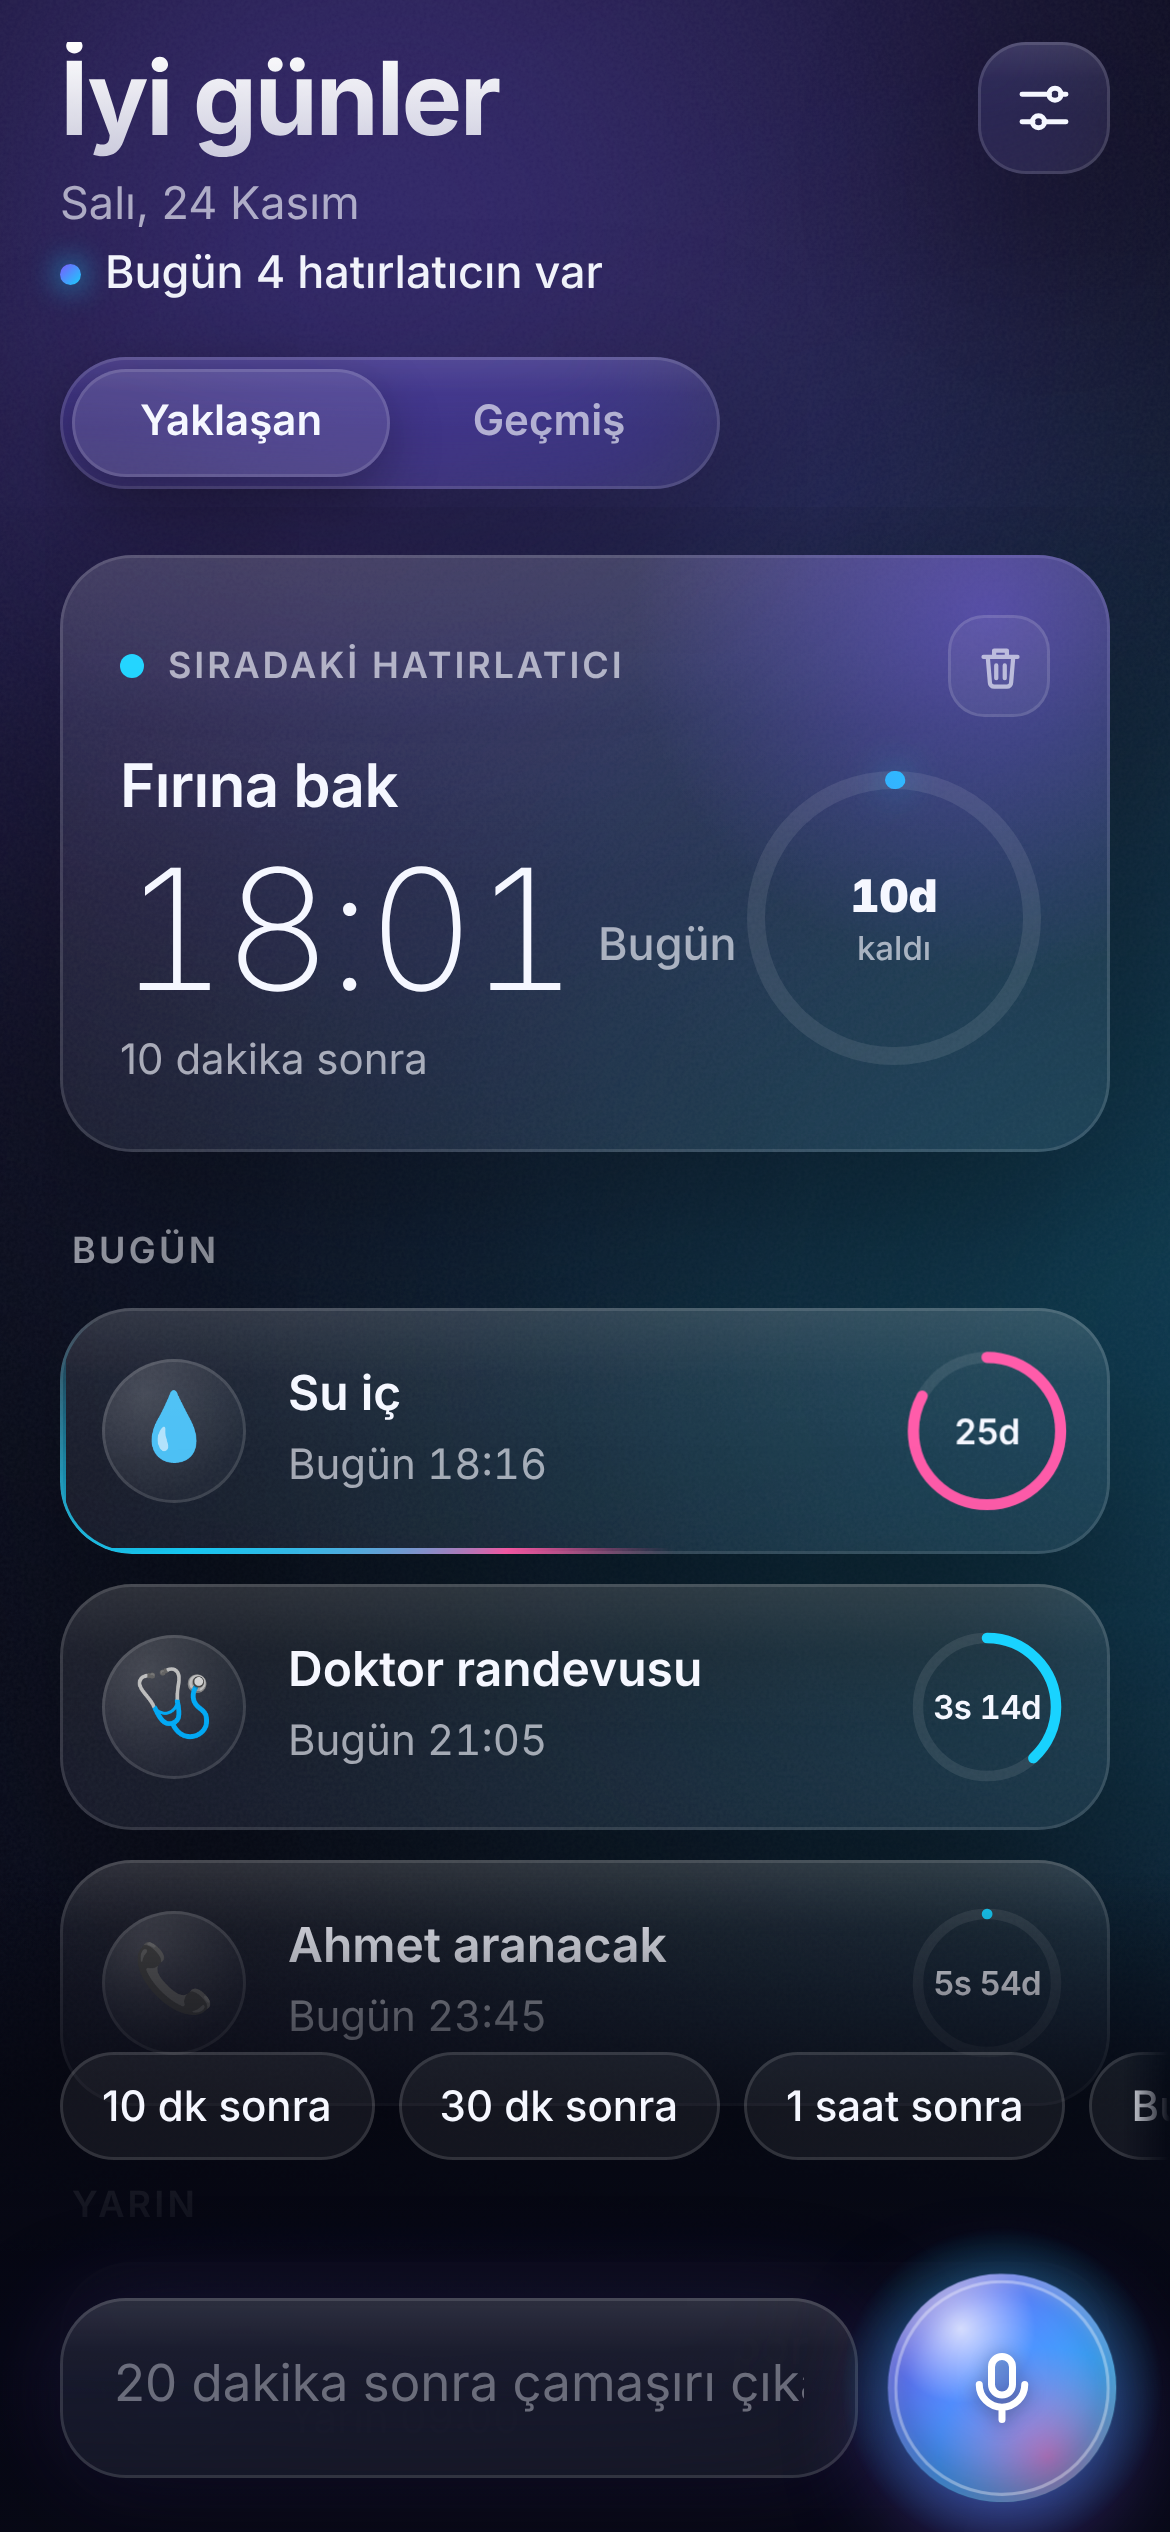 İyi günler
Salı, 24 Kasım
Bugün 4 hatırlatıcın var
Yaklaşan
Geçmiş
SIRADAKİ HATIRLATICI
Fırına bak
18:01 Bugün
10d
kaldı
10 dakika sonra
BUGÜN
Su iç
Bugün 18:16
25d
Doktor randevusu
Bugün 21:05
3s 14d
Ahmet aranacak
Bugün 23:45
5s 54d
10 dk sonra
30 dk sonra
1 saat sonra
YARIN
20 dakika sonra çamaşırı